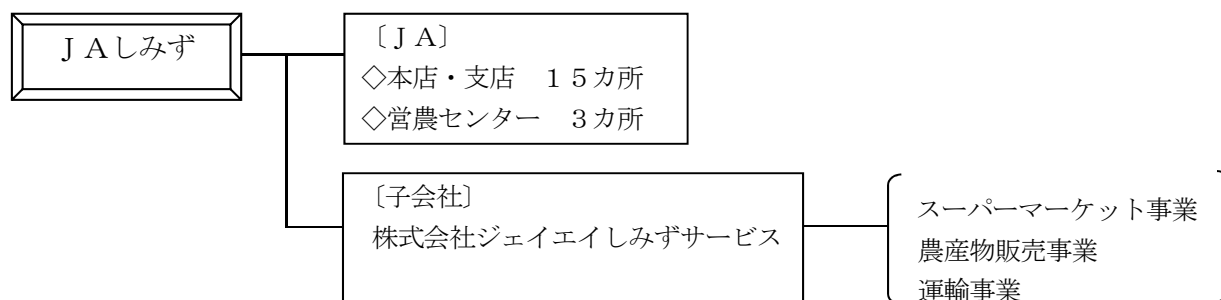 ＪＡしみず
〔ＪＡ〕
◇本店・支店　１５カ所
◇営農センター　３カ所
〔子会社〕
株式会社ジェイエイしみずサービス
スーパーマーケット事業
農産物販売事業
運輸事業